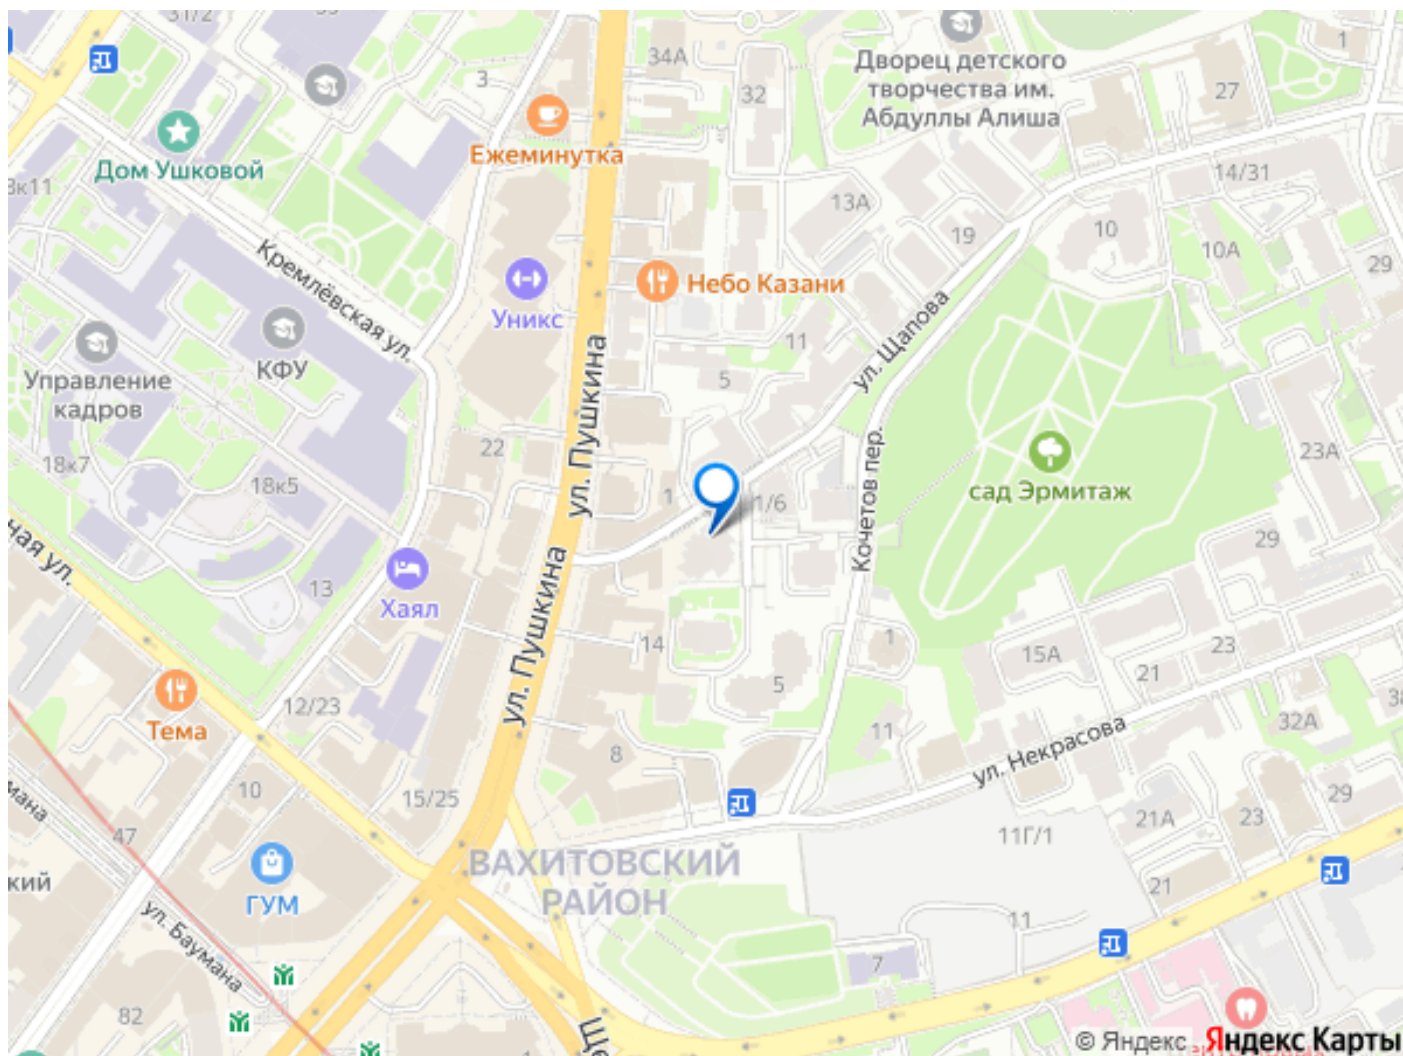 31/2
34А
3
32
1
27
Дворец детского
творчества им.
Абдуллы Алиша
Ежеминутка
Дом Ушковой
3к11
14/31
13А
19
10
10А
29
Кремлёвская ул.
Уникс
Небо Казани
11
5
ул. Щапова
КФУ
Управление
кадров
ул. Пушкина
22
18к7
18к5
1
1/6
Кочетов пер.
сад Эрмитаж
23А
29
ная ул.
13
Хаял
ул. Пушкина
14
1
15А
23
21
5
12/23
Тема
8
11
ул. Некрасова
32А
10
15/25
47
мана
21А
23
29
11Г/1
ВАХИТОВСКИЙ
РАЙОН
кий
ГУМ
21
11
ул. Баумана
7
82
Ще
© Яндекс
Яндекс Карты